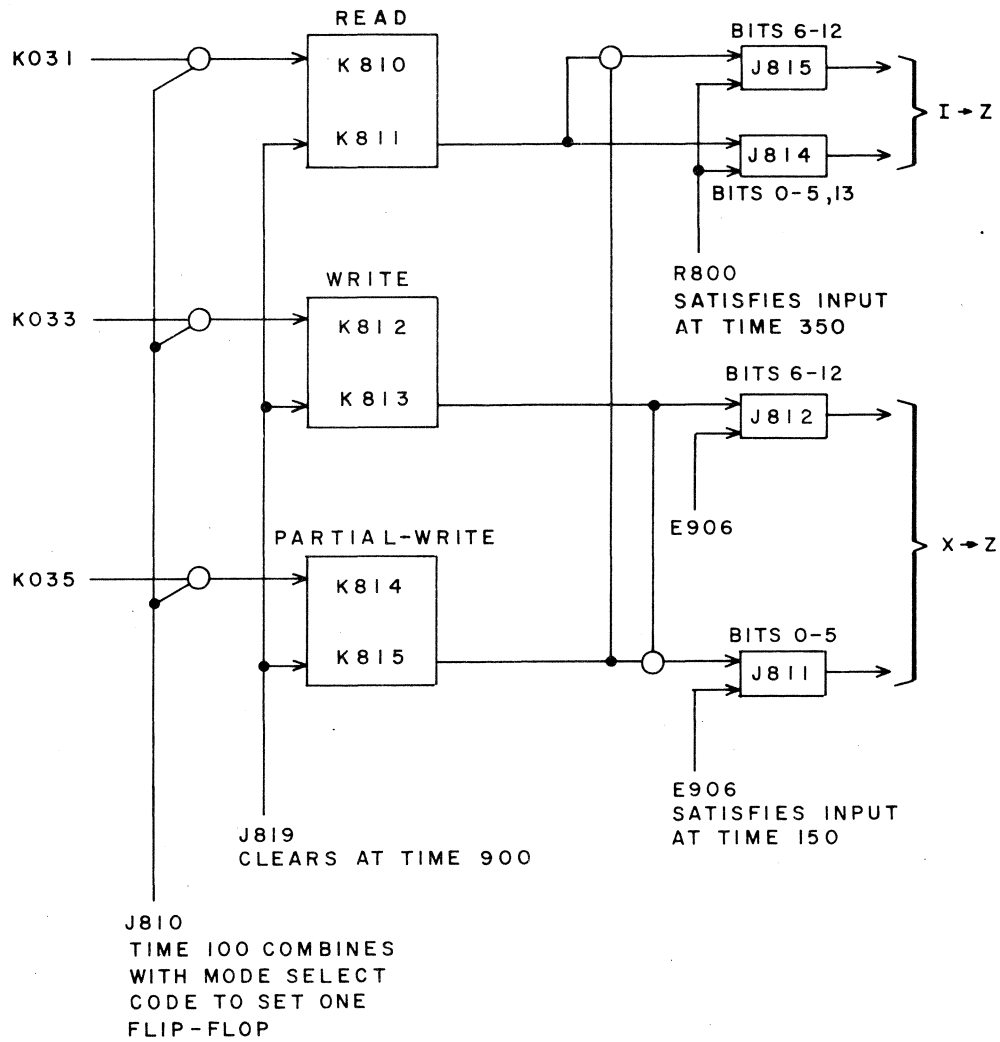 READ
K031
K810
K811
BITS 6-12
J815
J814
BITS 0-5,13
I → Z
R800
SATISFIES INPUT
AT TIME 350
WRITE
K033
K812
K813
BITS 6-12
J812
E906
X → Z
PARTIAL-WRITE
K035
K814
K815
BITS 0-5
J811
E906
SATISFIES INPUT
AT TIME 150
J819
CLEARS AT TIME 900
J810
TIME 100 COMBINES
WITH MODE SELECT
CODE TO SET ONE
FLIP-FLOP